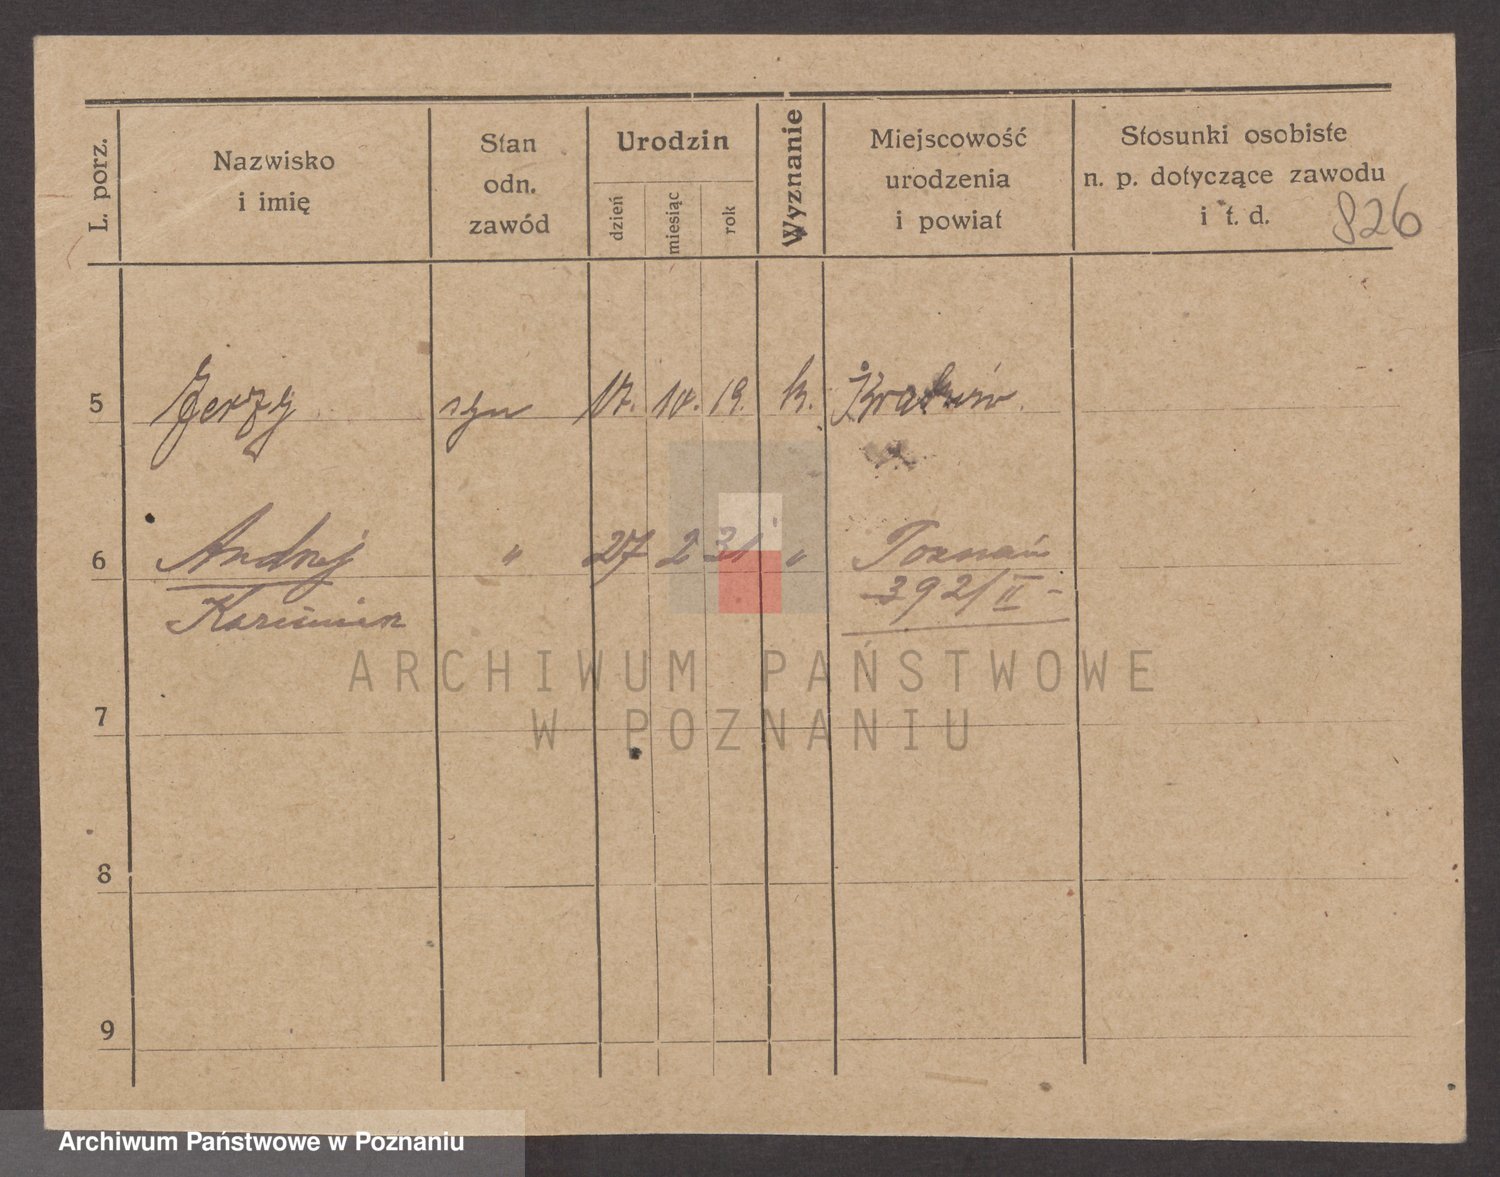 L. porz.
Nazwisko
i imię
Stan
odn.
zawód
Urodzin
dzień
miesiąc
rok
Wyznanie
Miejscowość
urodzenia
i powiat
Stosunki osobiste
n. p. dotyczące zawodu
i t. d.
826
5 Jerzy syn 17. 10. 19. k. Kraków.
6 Andrzej " 27 2 31 " Poznań
Kazimierz 392/II -
7
8
9
ARCHIWUM PAŃSTWOWE
W POZNANIU
Archiwum Państwowe w Poznaniu